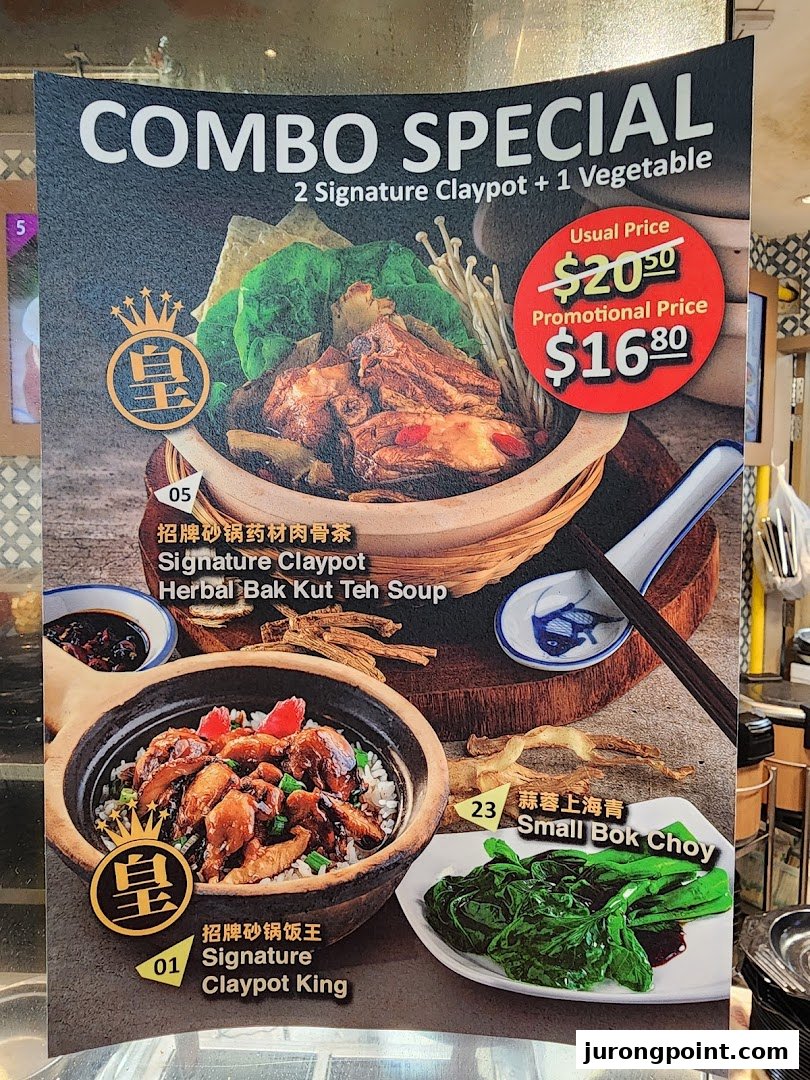 COMBO SPECIAL
2 Signature Claypot + 1 Vegetable
5
Usual Price
$20.50
Promotional Price
$16.80
皇
05
招牌砂锅药材肉骨茶
Signature Claypot
Herbal Bak Kut Teh Soup
23
蒜蓉上海青
Small Bok Choy
皇
01
招牌砂锅饭王
Signature
Claypot King
jurongpoint.com